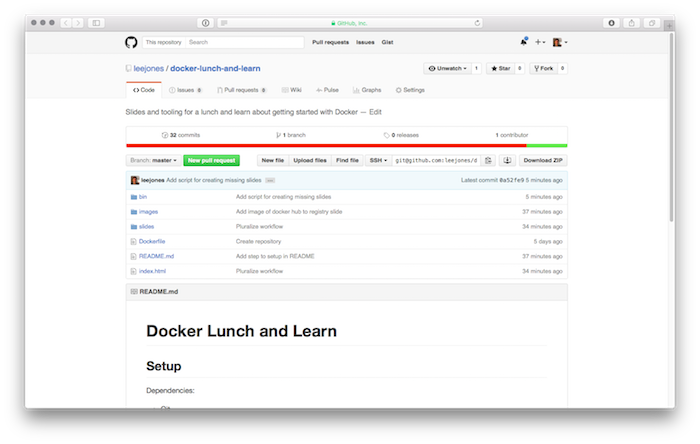 GitHub, Inc.
This repository Search Pull requests Issues Gist
leejones / docker-lunch-and-learn Unwatch 1 Star 0 Fork 0
Code Issues 0 Pull requests 0 Wiki Pulse Graphs Settings
Slides and tooling for a lunch and learn about getting started with Docker — Edit
32 commits 1 branch 0 releases 1 contributor
Branch: master New pull request New file Upload files Find file SSH git@github.com:leejones/d Download ZIP
leejones Add script for creating missing slides ... Latest commit 0a52fe9 5 minutes ago
bin Add script for creating missing slides 5 minutes ago
images Add image of docker hub to registry slide 37 minutes ago
slides Pluralize workflow 34 minutes ago
Dockerfile Create repository 5 days ago
README.md Add step to setup in README 37 minutes ago
index.html Pluralize workflow 34 minutes ago
README.md
Docker Lunch and Learn
Setup
Dependencies: